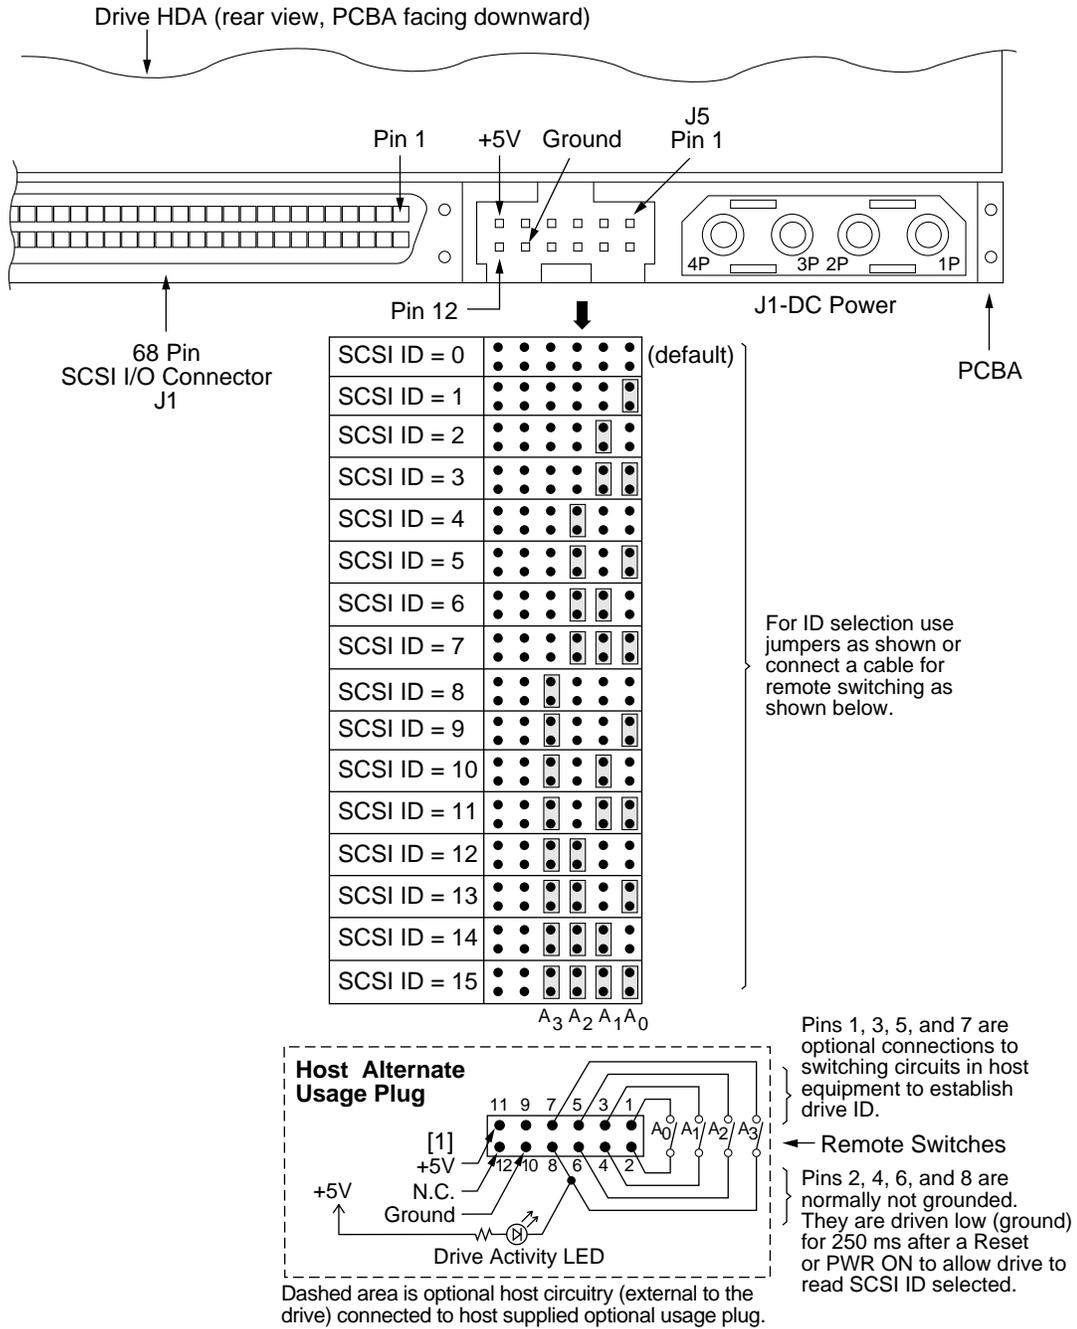 Drive HDA (rear view, PCBA facing downward)
J5
Pin 1
+5V
Ground
Pin 1
4P
3P
2P
1P
Pin 12
J1-DC Power
68 Pin
SCSI I/O Connector
J1
PCBA
SCSI ID = 0
(default)
SCSI ID = 1
SCSI ID = 2
SCSI ID = 3
SCSI ID = 4
SCSI ID = 5
SCSI ID = 6
SCSI ID = 7
SCSI ID = 8
SCSI ID = 9
SCSI ID = 10
SCSI ID = 11
SCSI ID = 12
SCSI ID = 13
SCSI ID = 14
SCSI ID = 15
For ID selection use
jumpers as shown or
connect a cable for
remote switching as
shown below.
A3 A2 A1 A0
Host Alternate
Usage Plug
11 9 7 5 3 1
[1]
+5V
12 10 8 6 4 2
N.C.
Ground
+5V
Drive Activity LED
A0 A1 A2 A3
Pins 1, 3, 5, and 7 are
optional connections to
switching circuits in host
equipment to establish
drive ID.
Remote Switches
Pins 2, 4, 6, and 8 are
normally not grounded.
They are driven low (ground)
for 250 ms after a Reset
or PWR ON to allow drive to
read SCSI ID selected.
Dashed area is optional host circuitry (external to the
drive) connected to host supplied optional usage plug.